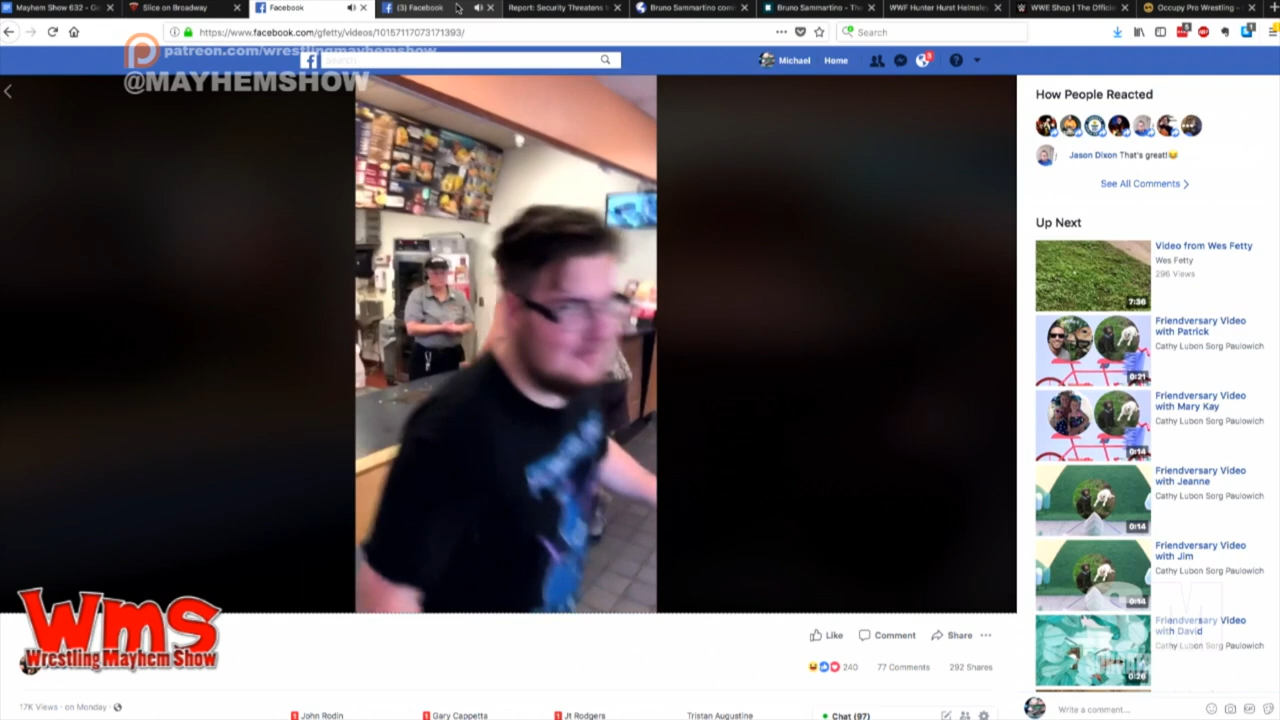 Mayhem Show 632 - G
Slice on Broadway
Facebook
(3) Facebook
Report: Security Threatens t
Bruno Sammartino com
Bruno Sammartino - The
WWF Hunter Hurst Helmsley
WWE Shop | The Officia
Occupy Pro Wrestling -
https://www.facebook.com/gfetty/videos/10157117073171393/
Search
patreon.com/wrestlingmayhemshow
@MAYHEMSHOW
Search
Michael
Home
How People Reacted
Jason Dixon That's great!
See All Comments
Up Next
Video from Wes Fetty
Wes Fetty
296 Views
7:36
Friendversary Video
with Patrick
Cathy Lubon Sorg Paulowich
0:21
Friendversary Video
with Mary Kay
Cathy Lubon Sorg Paulowich
0:14
Friendversary Video
with Jeanne
Cathy Lubon Sorg Paulowich
0:14
Friendversary Video
with Jim
Cathy Lubon Sorg Paulowich
0:14
Friendversary Video
with David
Cathy Lubon Sorg Paulowich
0:26
wms
Wrestling Mayhem Show
Like
Comment
Share
240
77 Comments
292 Shares
17K Views · on Monday ·
John Rodin
Gary Cappetta
Jt Rodgers
Tristan Augustine
Chat (97)
Write a comment...